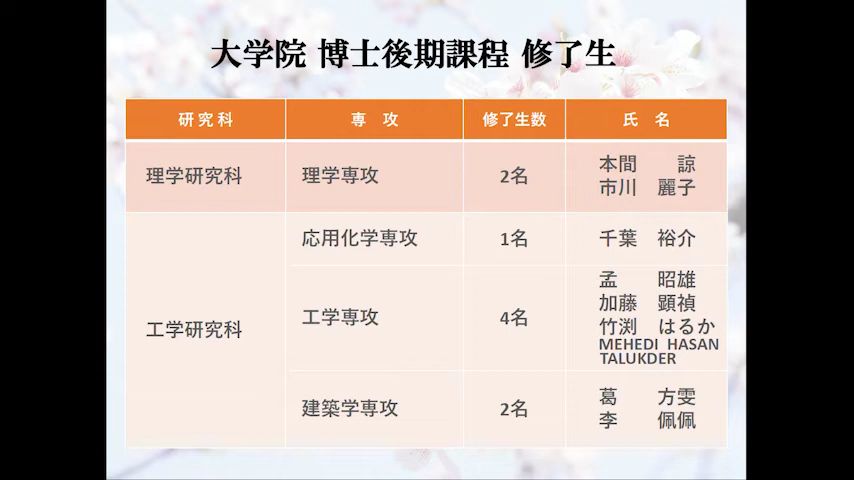 大学院 博士後期課程 修了生
研究科 専 攻 修了生数 氏 名
理学研究科 理学専攻 2名 本間 諒
市川 麗子
工学研究科
応用化学専攻 1名 千葉 裕介
工学専攻 4名
孟 昭雄
加藤 顕禎
竹渕 はるか
MEHEDI HASAN
TALUKDER
建築学専攻 2名
葛 方雯
李 佩佩